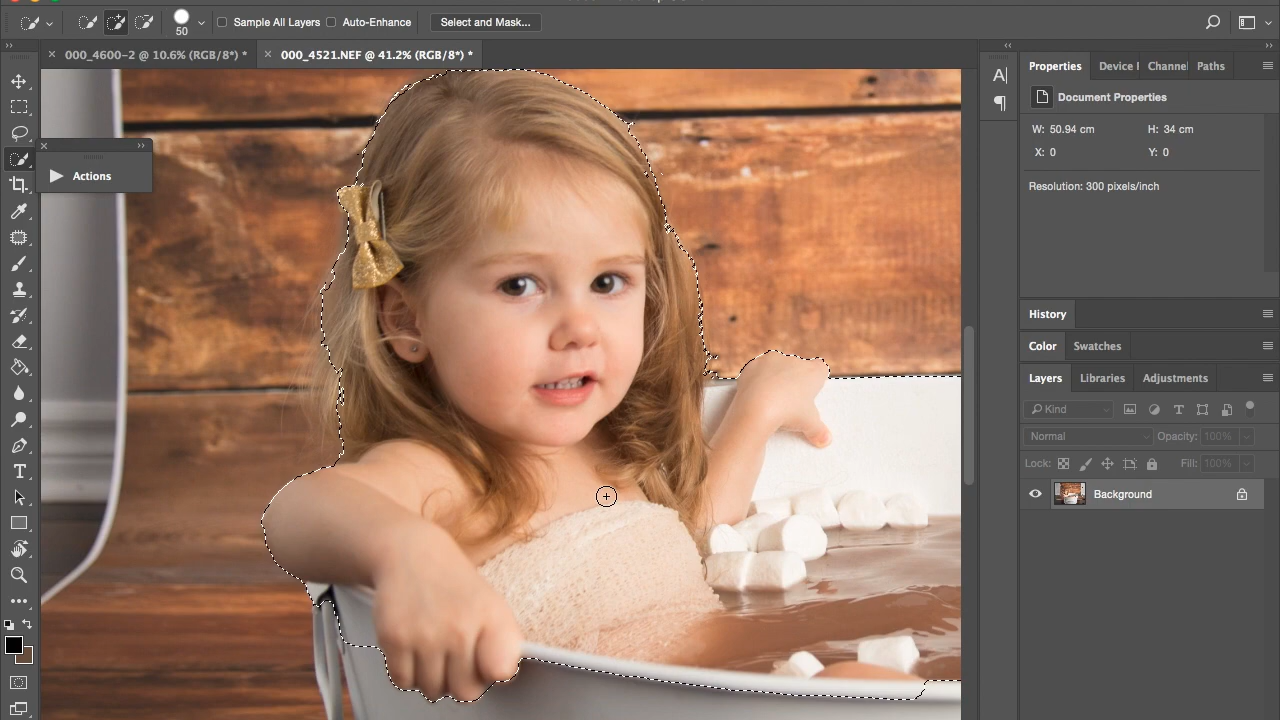 50
Sample All Layers
Auto-Enhance
Select and Mask...
000_4600-2 @ 10.6% (RGB/8*) *
000_4521.NEF @ 41.2% (RGB/8*) *
Actions
Properties
Device I
Channel
Paths
Document Properties
W: 50.94 cm
H: 34 cm
X: 0
Y: 0
Resolution: 300 pixels/inch
History
Color
Swatches
Layers
Libraries
Adjustments
Kind
Normal
Opacity: 100%
Lock:
Fill: 100%
Background